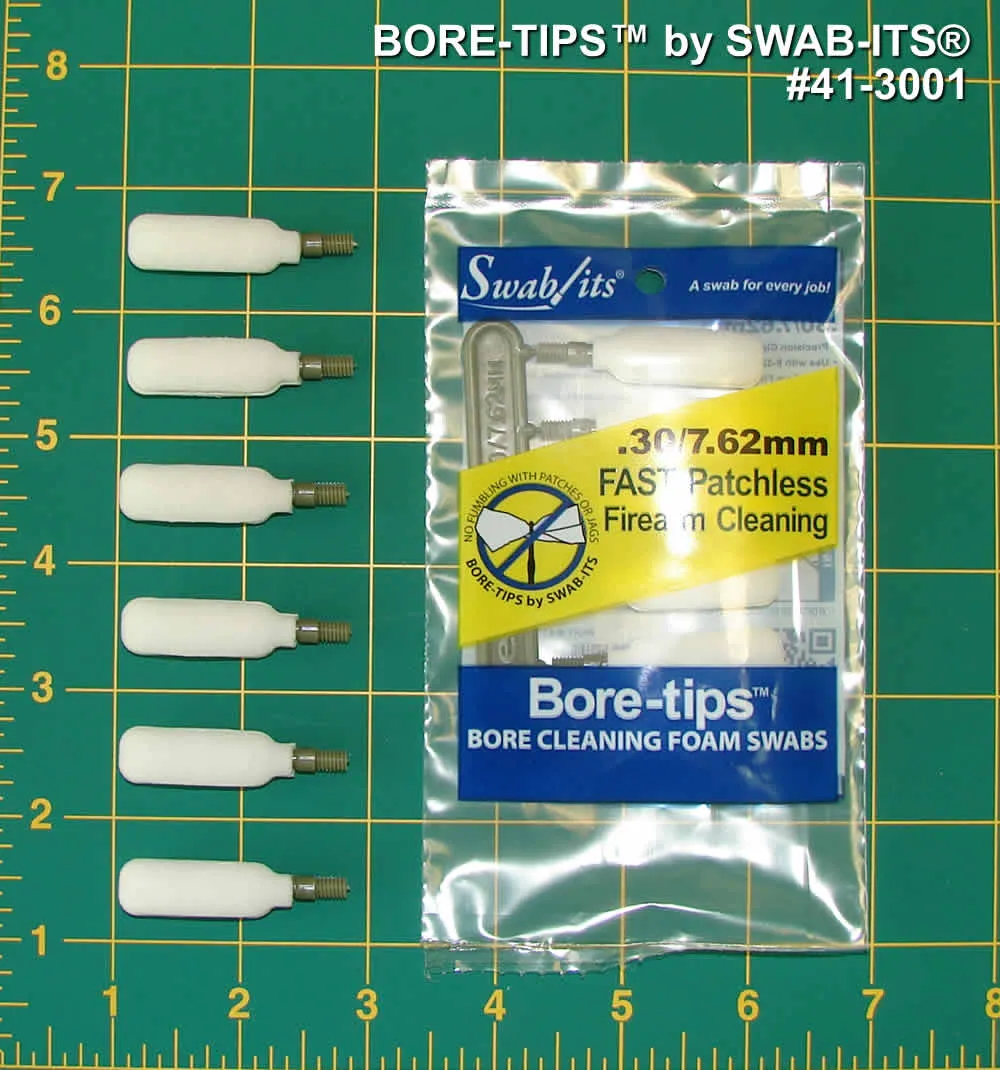 BORE-TIPS™ by SWAB-ITS®
#41-3001
8
7
6
5
4
3
2
1
1 2 3 4 5 6 7 8
Swab-its®
A swab for every job!
.30/7.62mm
FAST Patchless
Firearm Cleaning
NO FUMBLING WITH PATCHES OR JAGS
BORE-TIPS by SWAB-ITS
Bore-tips™
BORE CLEANING FOAM SWABS